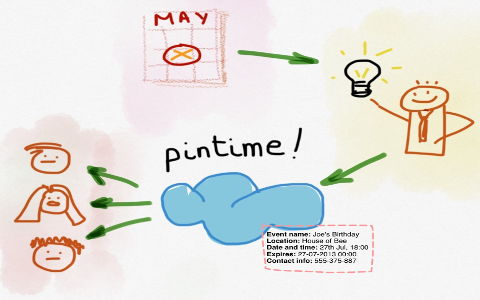 MAY
pintime!
Event name: Joe's Birthday
Location: House of Bee
Date and time: 27th Jul, 18:00
Expires: 27-07-2013 00:00
Contact info: 555-375-887